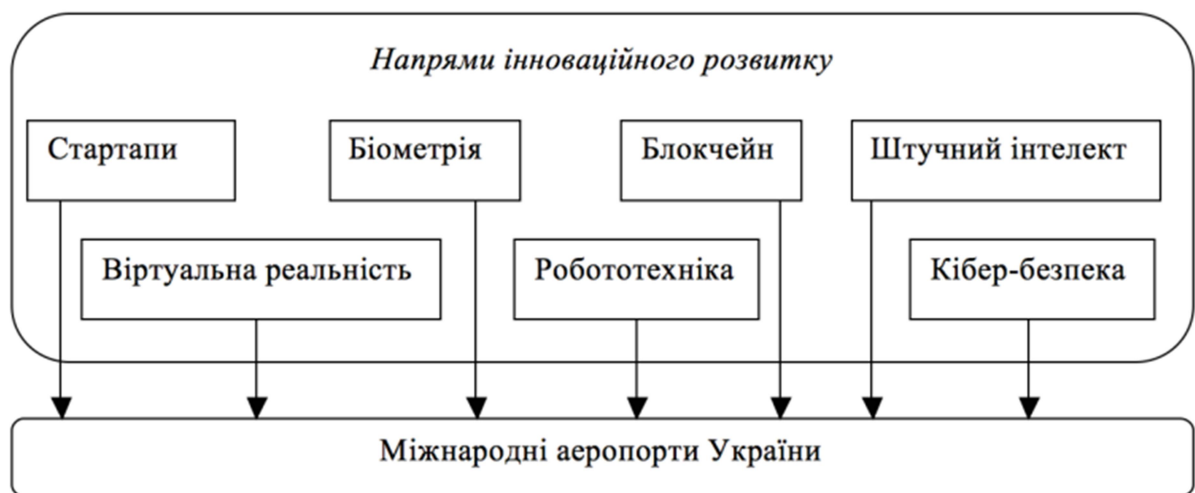 Напрями інноваційного розвитку
Стартапи
Біометрія
Блокчейн
Штучний інтелект
Віртуальна реальність
Робототехніка
Кібер-безпека
Міжнародні аеропорти України